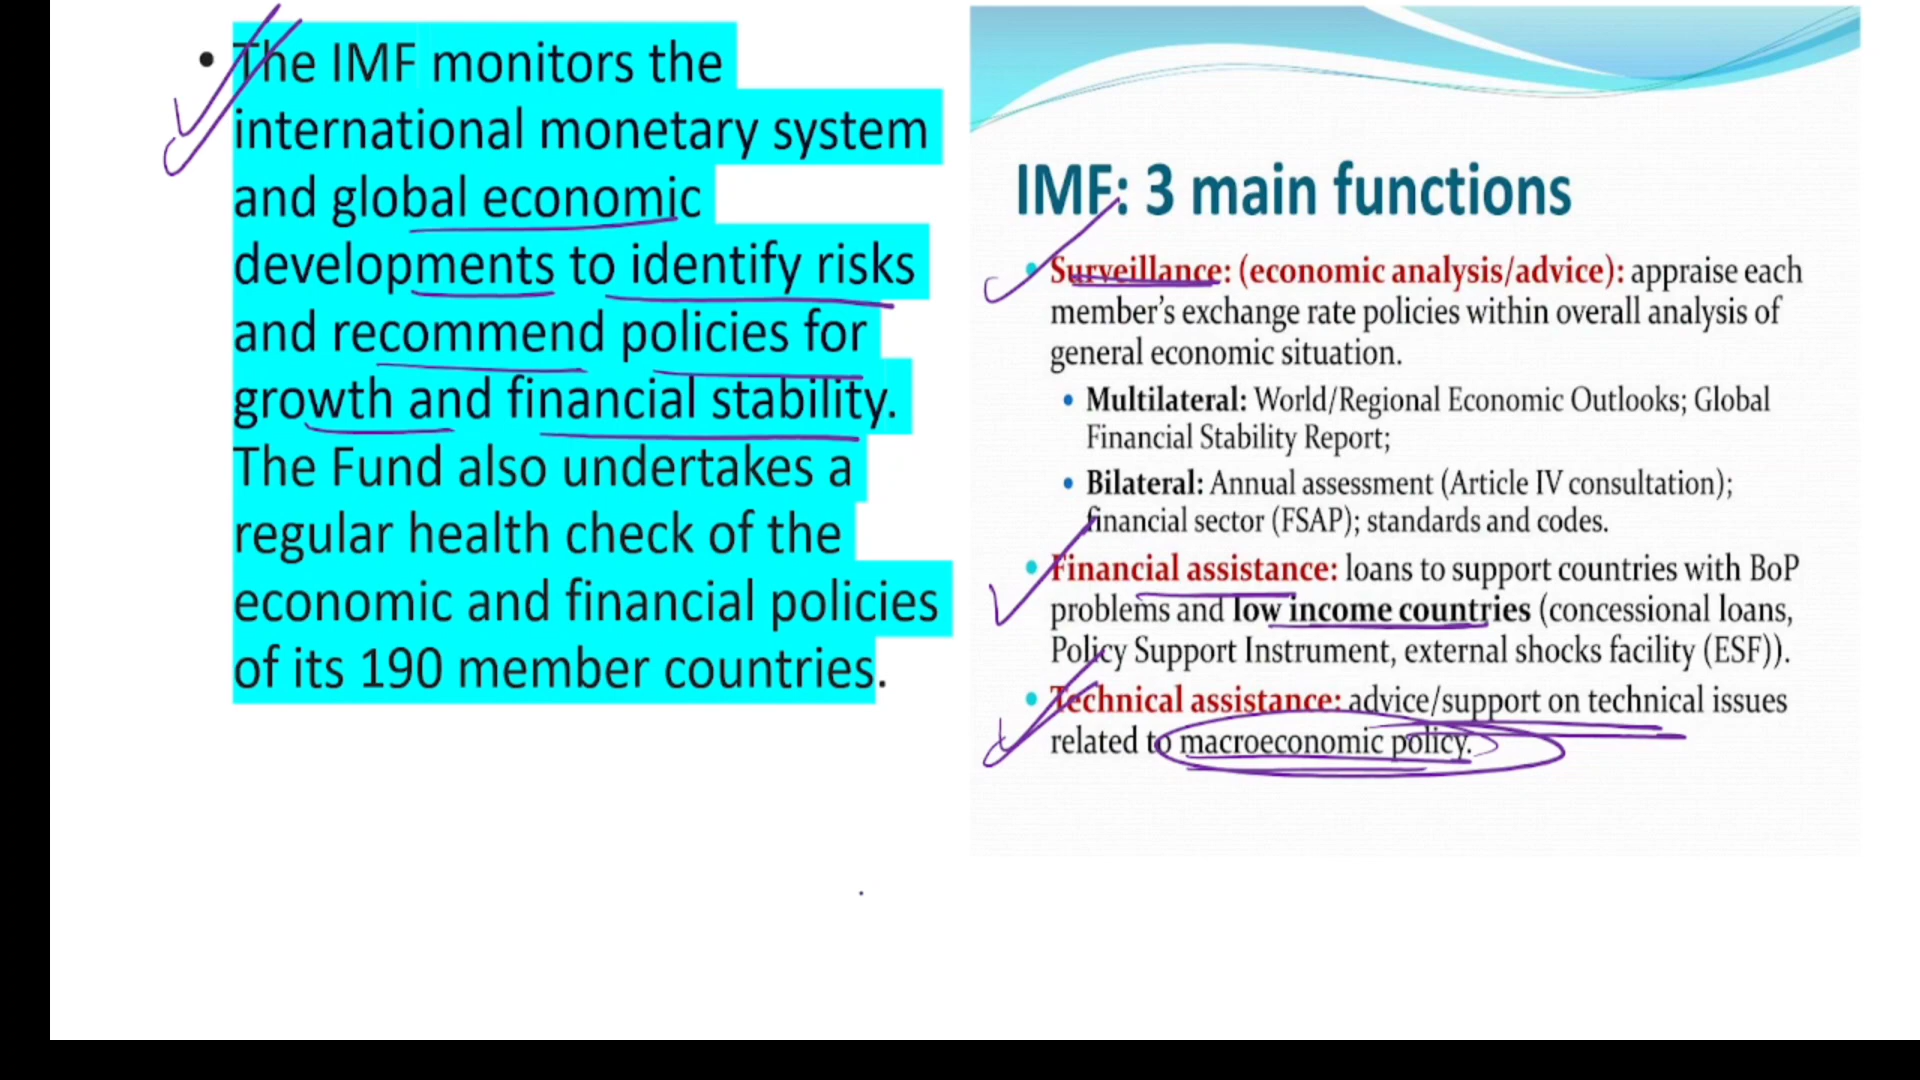 • The IMF monitors the
international monetary system
and global economic
developments to identify risks
and recommend policies for
growth and financial stability.
The Fund also undertakes a
regular health check of the
economic and financial policies
of its 190 member countries.
IMF: 3 main functions
• Surveillance: (economic analysis/advice): appraise each
member’s exchange rate policies within overall analysis of
general economic situation.
• Multilateral: World/Regional Economic Outlooks; Global
Financial Stability Report;
• Bilateral: Annual assessment (Article IV consultation);
financial sector (FSAP); standards and codes.
• Financial assistance: loans to support countries with BoP
problems and low income countries (concessional loans,
Policy Support Instrument, external shocks facility (ESF)).
• Technical assistance: advice/support on technical issues
related to macroeconomic policy.